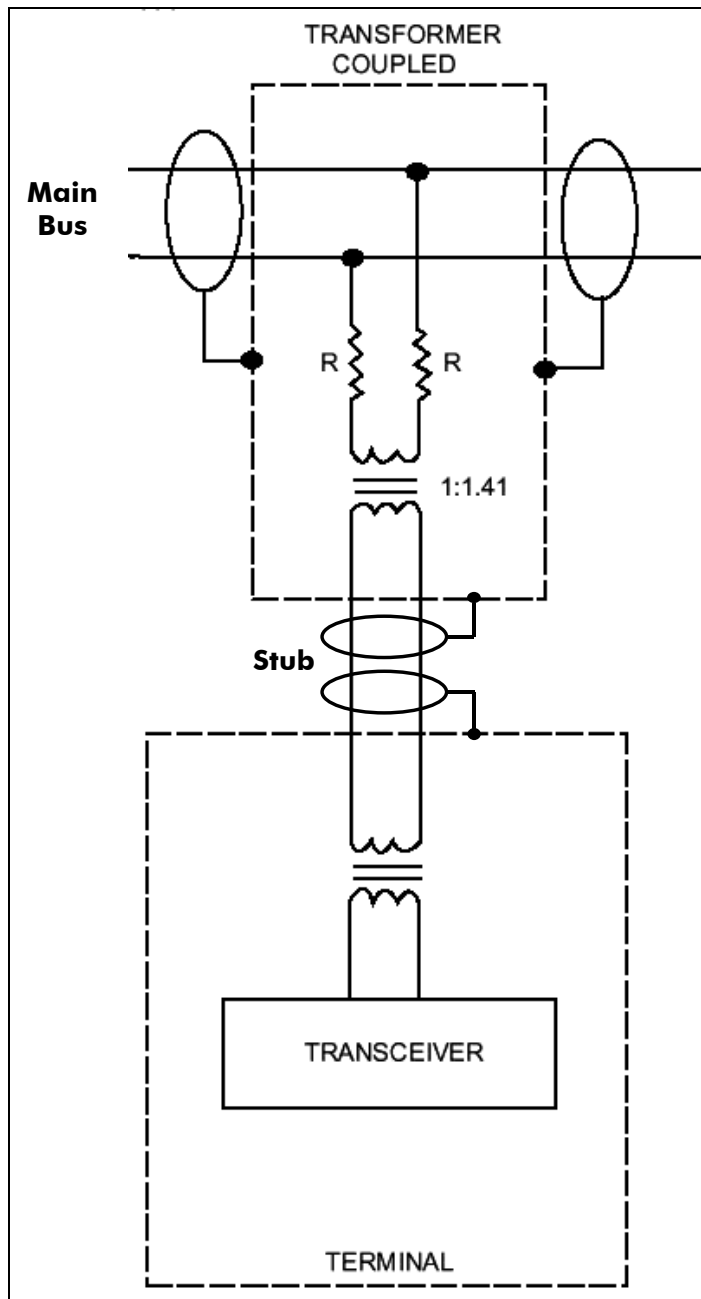 TRANSFORMER
COUPLED
Main
Bus
R
R
1:1.41
Stub
TRANSCEIVER
TERMINAL